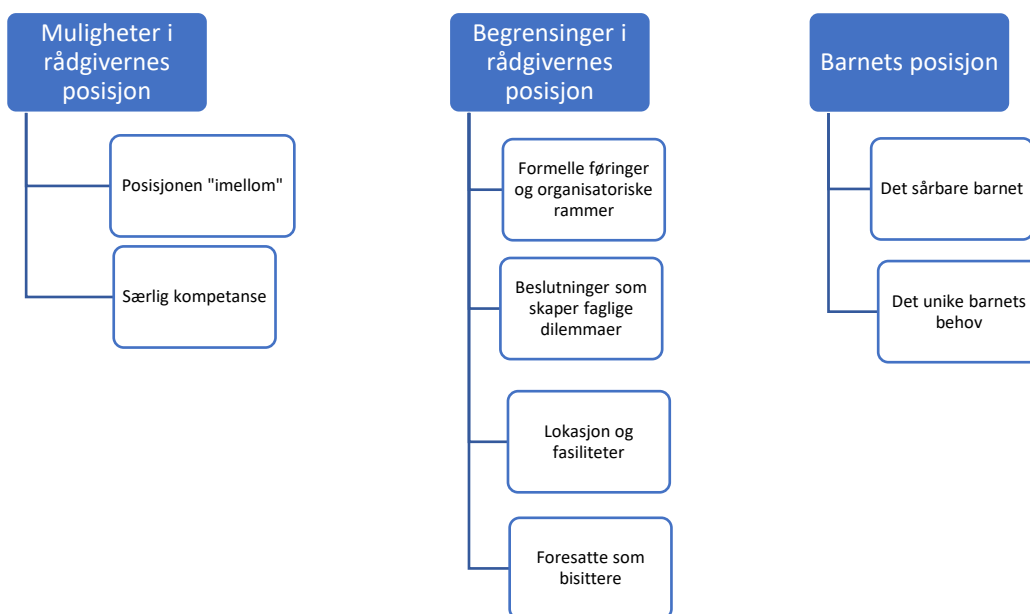 Muligheter i
rådgivernes
posisjon
Posisjonen "imellom"
Særlig kompetanse
Begrensinger i
rådgivernes
posisjon
Formelle føringer
og organisatoriske
rammer
Beslutninger som
skaper faglige
dilemmaer
Lokasjon og
fasiliteter
Foresatte som
bisittere
Barnets posisjon
Det sårbare barnet
Det unike barnets
behov